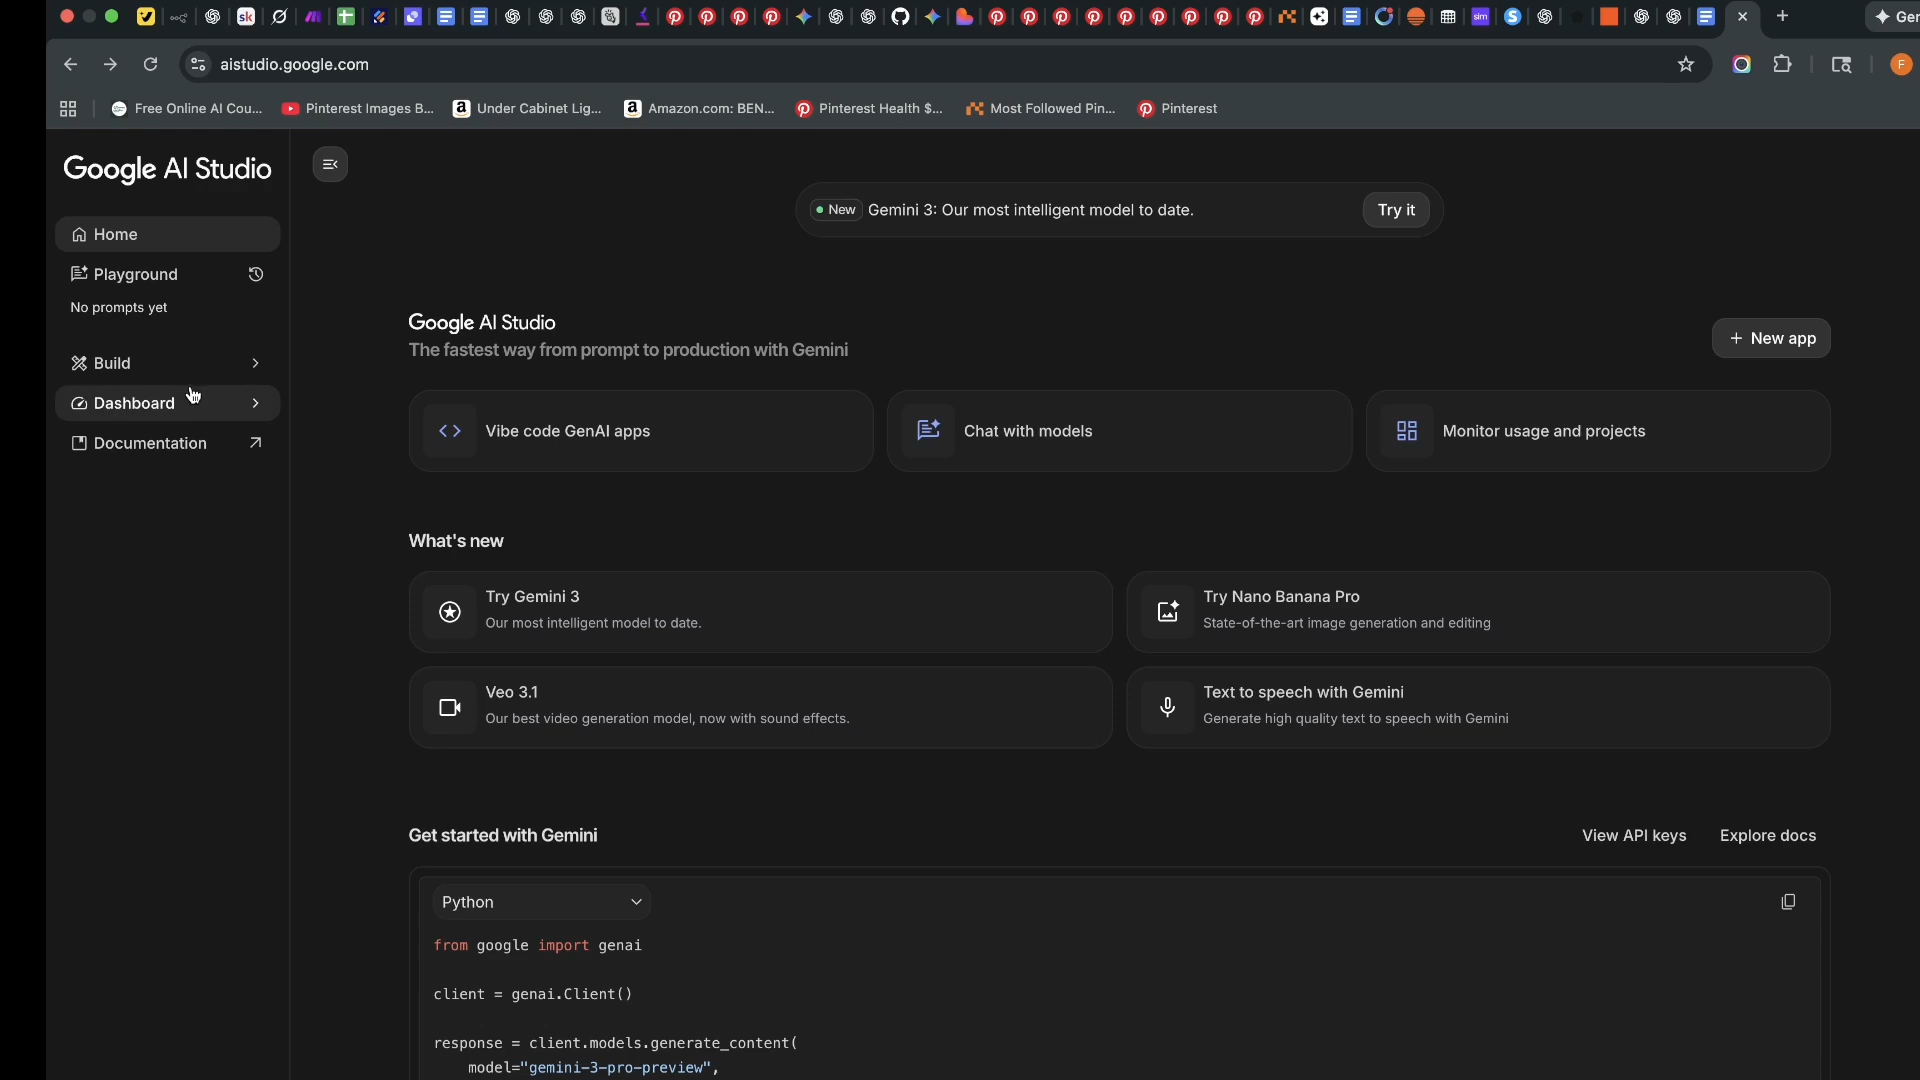 sk
sim
Ger
aistudio.google.com
F
Free Online AI Cou...
Pinterest Images B...
Under Cabinet Lig...
Amazon.com: BEN...
Pinterest Health $...
Most Followed Pin...
Pinterest
Google AI Studio
Home
Playground
No prompts yet
Build
Dashboard
Documentation
New Gemini 3: Our most intelligent model to date. Try it
Google AI Studio
The fastest way from prompt to production with Gemini
+ New app
Vibe code GenAI apps
Chat with models
Monitor usage and projects
What's new
Try Gemini 3
Our most intelligent model to date.
Try Nano Banana Pro
State-of-the-art image generation and editing
Veo 3.1
Our best video generation model, now with sound effects.
Text to speech with Gemini
Generate high quality text to speech with Gemini
Get started with Gemini
View API keys
Explore docs
Python
from google import genai
client = genai.Client()
response = client.models.generate_content(
model="gemini-3-pro-preview",